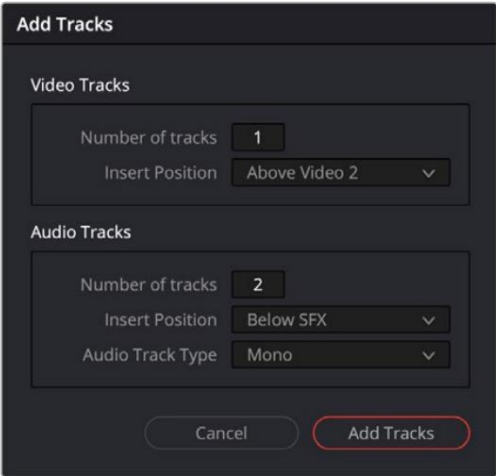 Add Tracks
Video Tracks
Number of tracks 1
Insert Position Above Video 2
Audio Tracks
Number of tracks 2
Insert Position Below SFX
Audio Track Type Mono
Cancel Add Tracks